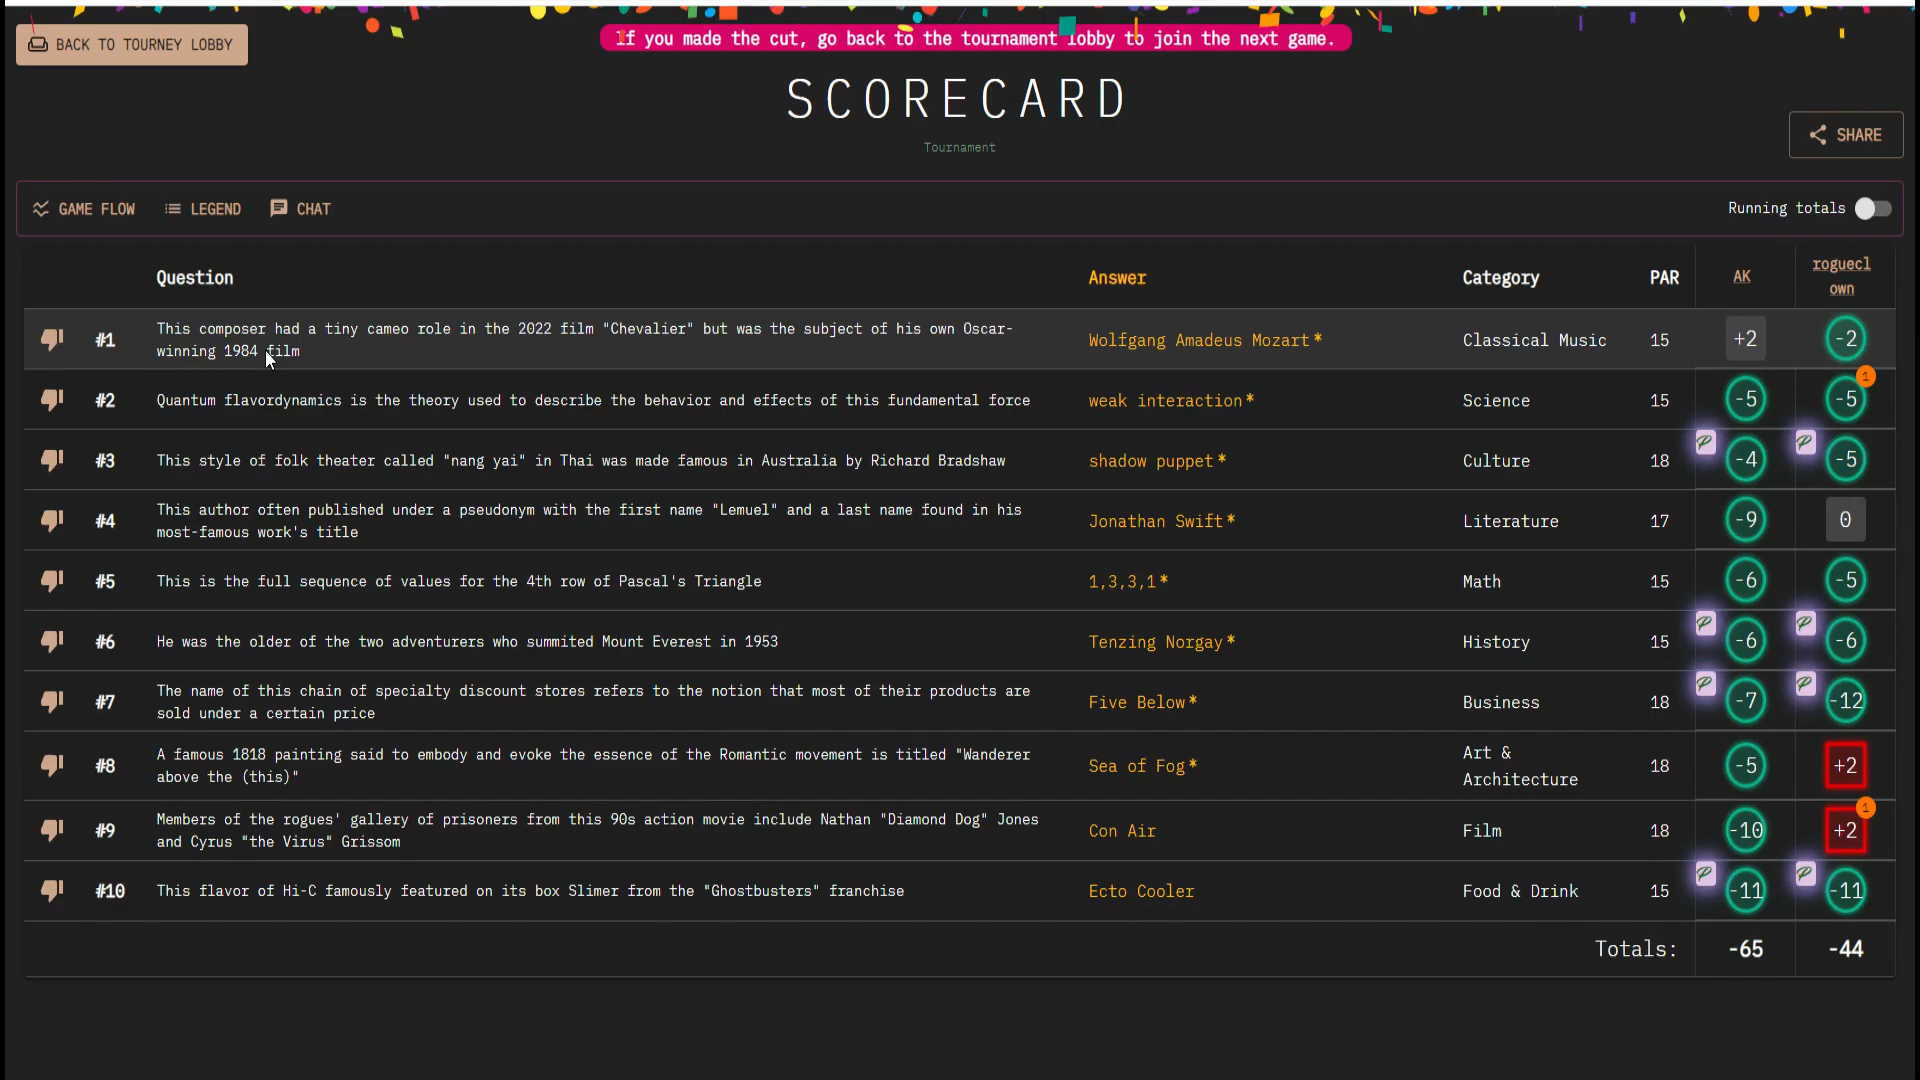 BACK TO TOURNEY LOBBY
If you made the cut, go back to the tournament lobby to join the next game.
SCORECARD
Tournament
SHARE
GAME FLOW LEGEND CHAT
Running totals
Question Answer Category PAR AK roguecl
own
#1 This composer had a tiny cameo role in the 2022 film "Chevalier" but was the subject of his own Oscar-
winning 1984 film
Wolfgang Amadeus Mozart* Classical Music 15 +2 -2
1
#2 Quantum flavordynamics is the theory used to describe the behavior and effects of this fundamental force weak interaction* Science 15 -5 -5
#3 This style of folk theater called "nang yai" in Thai was made famous in Australia by Richard Bradshaw shadow puppet* Culture 18 P -4 P -5
#4 This author often published under a pseudonym with the first name "Lemuel" and a last name found in his
most-famous work's title
Jonathan Swift* Literature 17 -9 0
#5 This is the full sequence of values for the 4th row of Pascal's Triangle 1,3,3,1* Math 15 -6 -5
#6 He was the older of the two adventurers who summited Mount Everest in 1953 Tenzing Norgay* History 15 P -6 P -6
#7 The name of this chain of specialty discount stores refers to the notion that most of their products are
sold under a certain price
Five Below* Business 18 P -7 P -12
#8 A famous 1818 painting said to embody and evoke the essence of the Romantic movement is titled "Wanderer
above the (this)"
Sea of Fog* Art &
Architecture
18 -5 +2
1
#9 Members of the rogues' gallery of prisoners from this 90s action movie include Nathan "Diamond Dog" Jones
and Cyrus "the Virus" Grissom
Con Air Film 18 -10 +2
#10 This flavor of Hi-C famously featured on its box Slimer from the "Ghostbusters" franchise Ecto Cooler Food & Drink 15 P -11 P -11
Totals: -65 -44